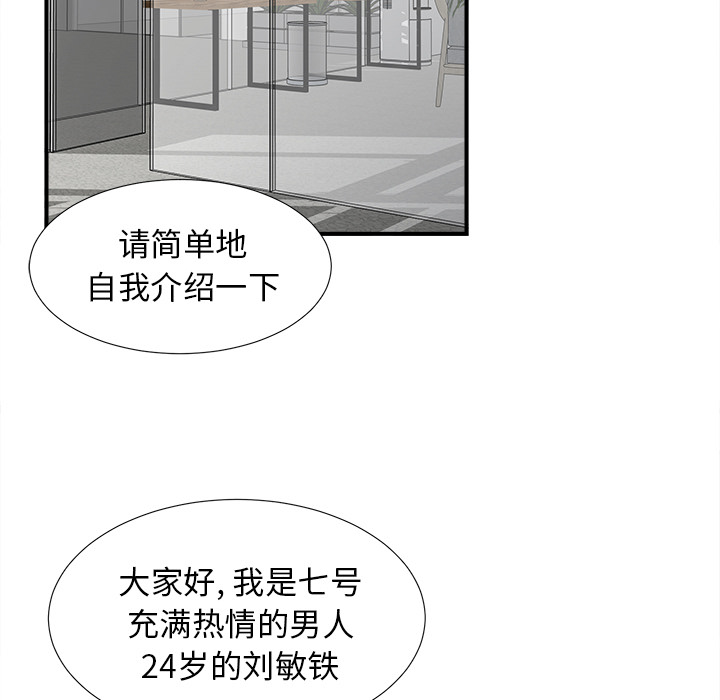 请简单地
自我介绍一下
大家好, 我是七号
充满热情的男人
24岁的刘敏铁